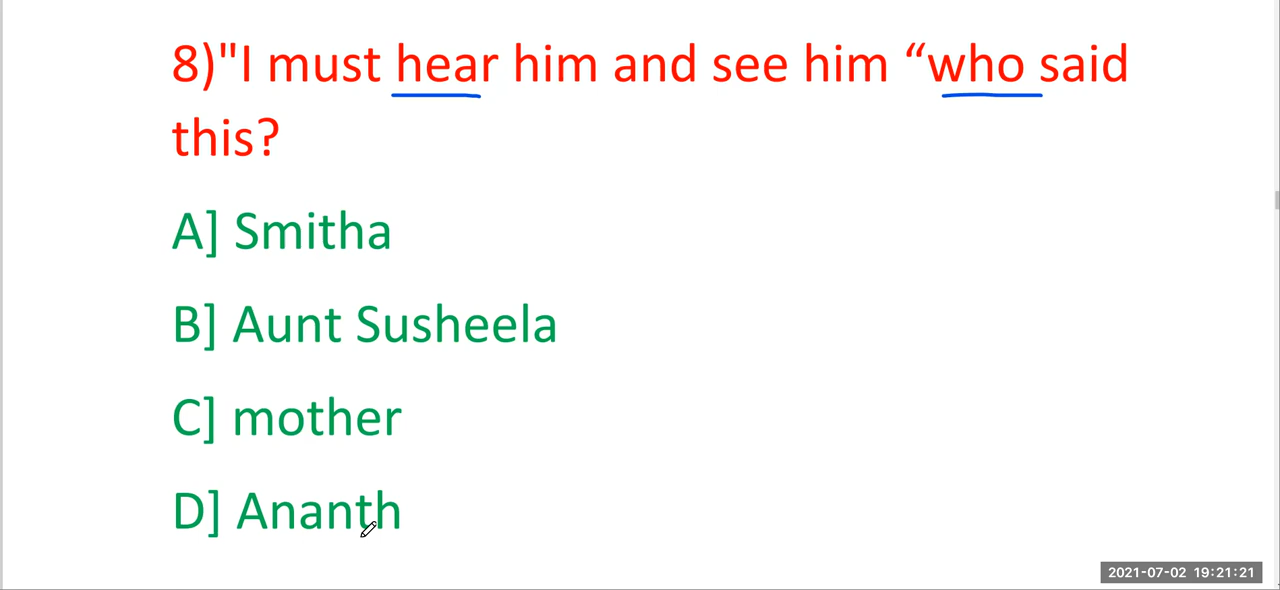 8)"I must hear him and see him “who said
this?
A] Smitha
B] Aunt Susheela
C] mother
D] Ananth
2021-07-02 19:21:21